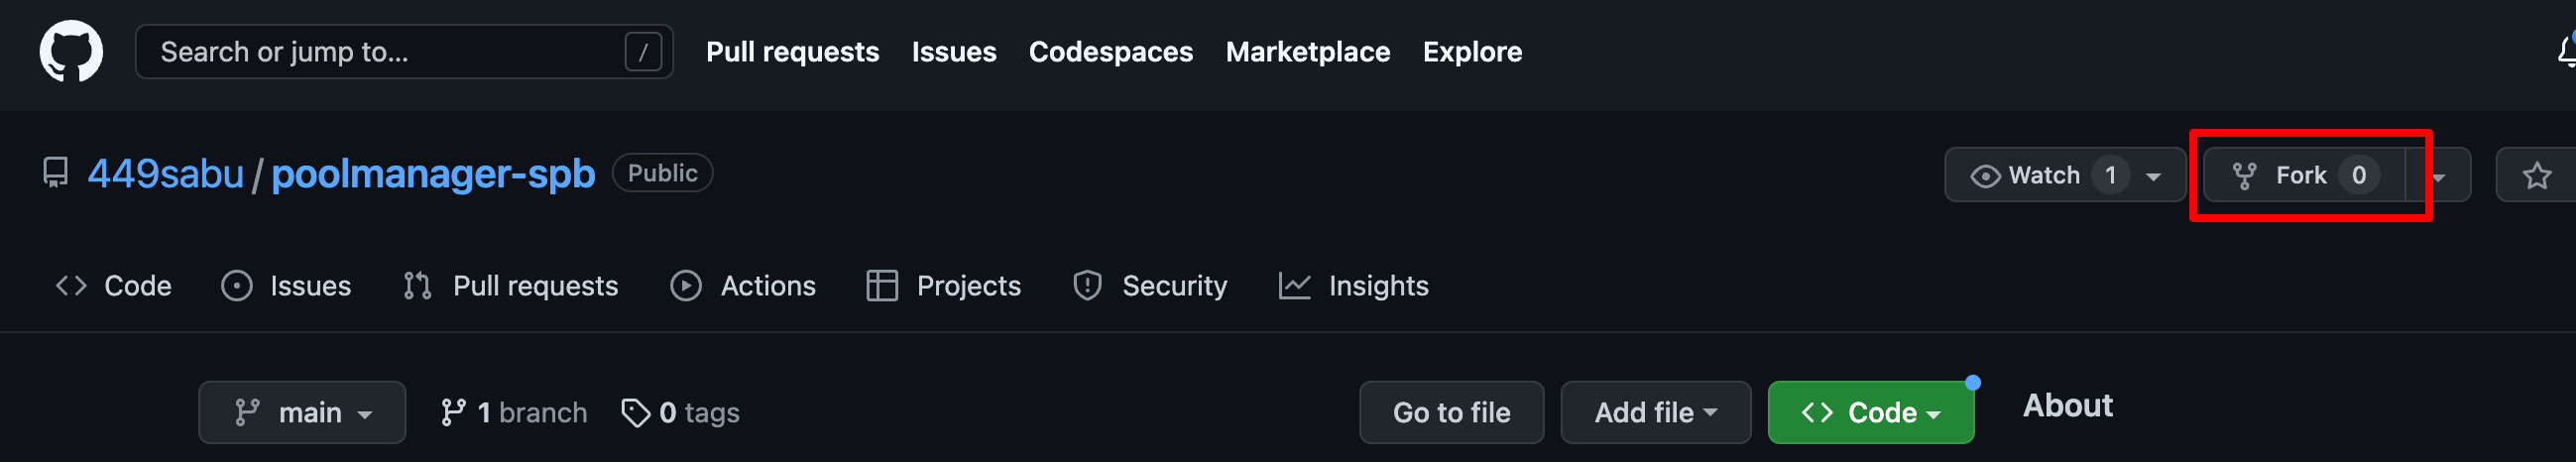 Search or jump to... / Pull requests Issues Codespaces Marketplace Explore
449sabu / poolmanager-spb Public Watch 1 Fork 0
Code Issues Pull requests Actions Projects Security Insights
main 1 branch 0 tags Go to file Add file Code About